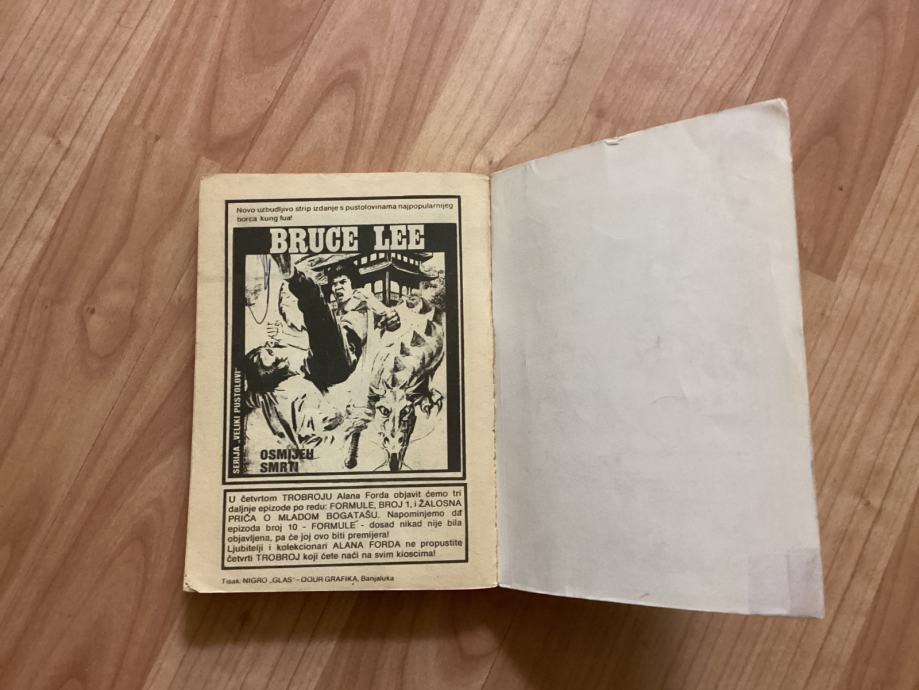 Novo uzbudljivo strip izdanje s pustolovinama najpopularnijeg
borca kung fua!
BRUCE LEE
SERIJA „VELIKI PUSTOLOVI"
OSMIJEH
SMRTI
U četvrtom TROBROJU Alana Forda objavit ćemo tri
daljnje epizode po redu: FORMULE, BROJ 1, i ŽALOSNA
PRIČA O MLADOM BOGATAŠU. Napominjemo da
epizoda broj 10 - FORMULE - dosad nikad nije bila
objavljena, pa će joj ovo biti premijera!
Ljubitelji i kolekcionari ALANA FORDA ne propustite
četvrti TROBROJ koji ćete naći na svim kioscima!
Tisak: NIGRO „GLAS" - OOUR GRAFIKA, Banjaluka